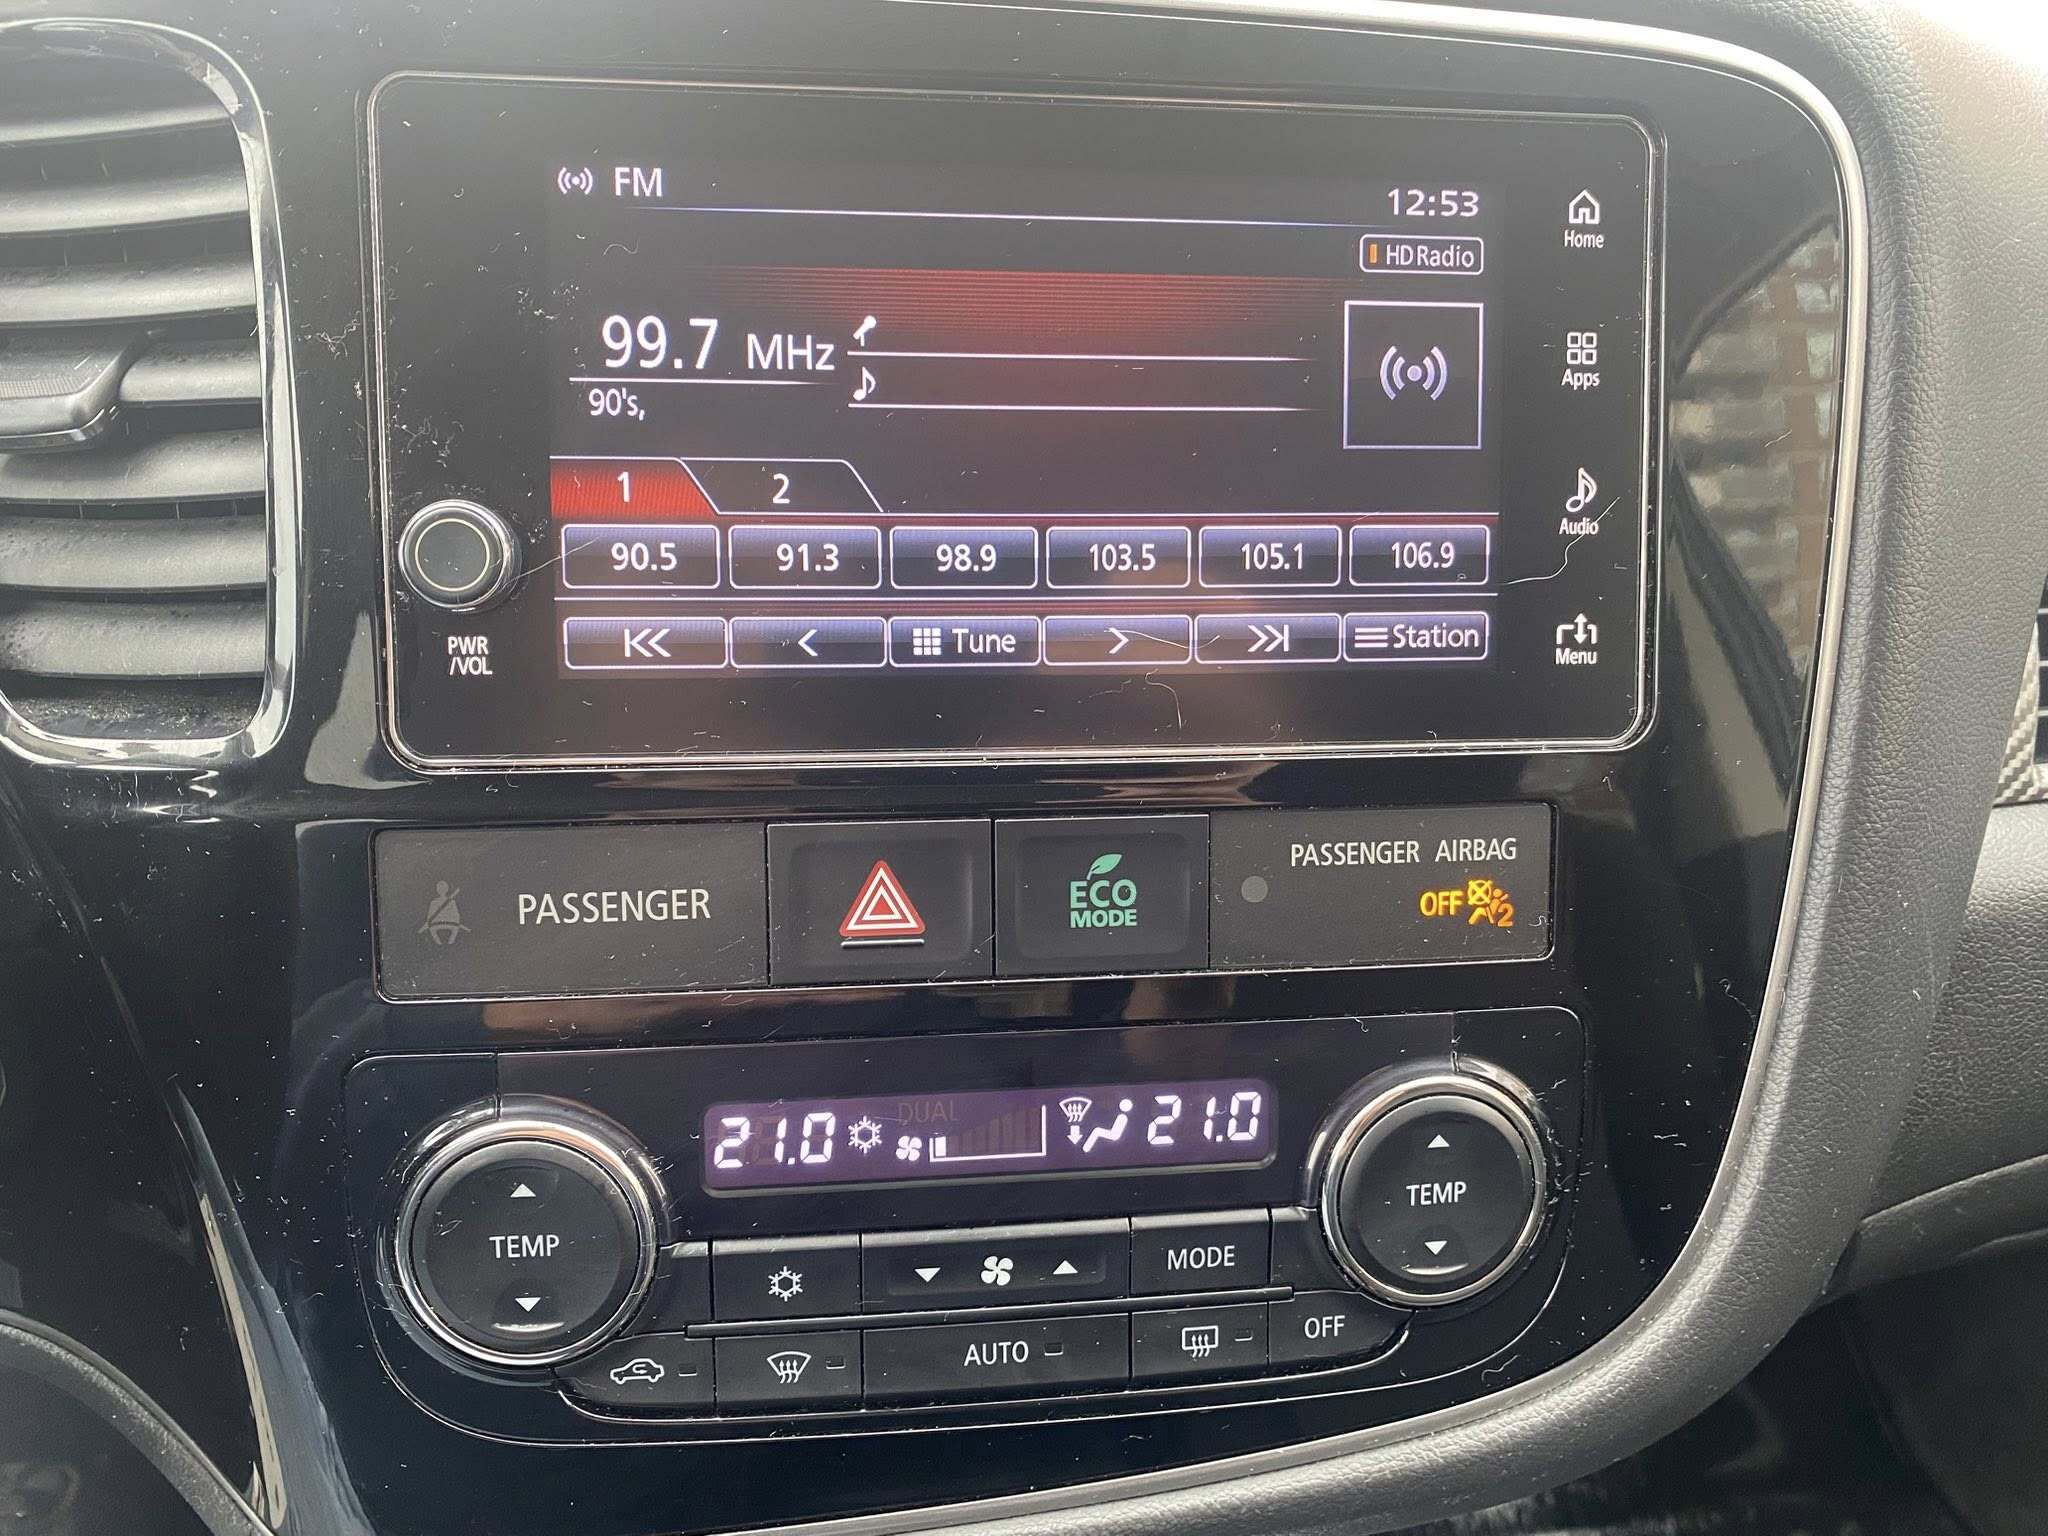 FM
12:53
Home
HD Radio
99.7 MHz
90's,
Apps
1 2
Audio
90.5 91.3 98.9 103.5 105.1 106.9
Tune Station
Menu
PWR
/VOL
PASSENGER
ECO
MODE
PASSENGER AIRBAG
OFF 2
DUAL
21.0 21.0
TEMP
TEMP
MODE
AUTO
OFF